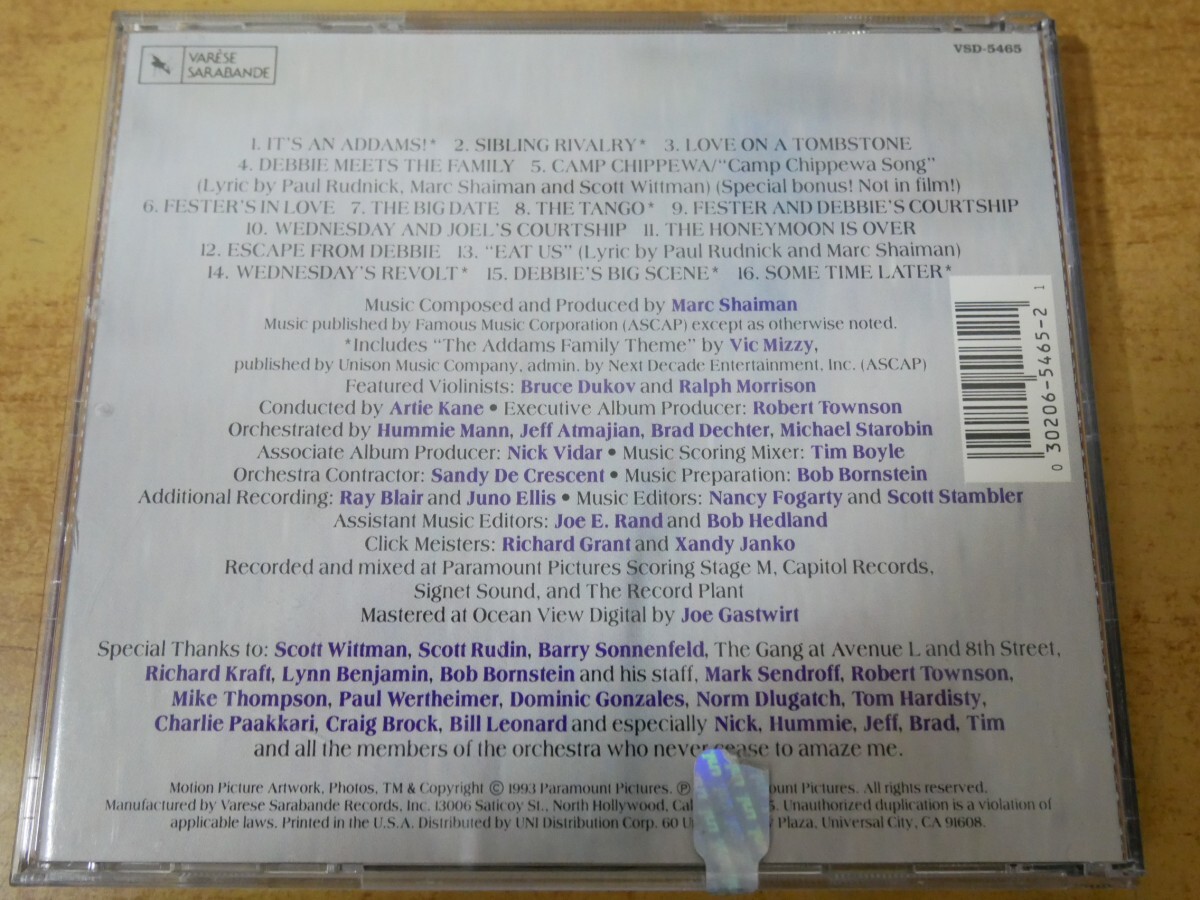 VARÈSE
SARABANDE
VSD-5465
1. IT'S AN ADDAMS!* 2. SIBLING RIVALRY* 3. LOVE ON A TOMBSTONE
4. DEBBIE MEETS THE FAMILY 5. CAMP CHIPPEWA/"Camp Chippewa Song"
(Lyric by Paul Rudnick, Marc Shaiman and Scott Wittman) (Special bonus! Not in film!)
6. FESTER'S IN LOVE 7. THE BIG DATE 8. THE TANGO* 9. FESTER AND DEBBIE'S COURTSHIP
10. WEDNESDAY AND JOEL'S COURTSHIP 11. THE HONEYMOON IS OVER
12. ESCAPE FROM DEBBIE 13. "EAT US" (Lyric by Paul Rudnick and Marc Shaiman)
14. WEDNESDAY'S REVOLT* 15. DEBBIE'S BIG SCENE* 16. SOME TIME LATER*
Music Composed and Produced by Marc Shaiman
Music published by Famous Music Corporation (ASCAP) except as otherwise noted.
*Includes "The Addams Family Theme" by Vic Mizzy,
published by Unison Music Company, admin. by Next Decade Entertainment, Inc. (ASCAP)
Featured Violinists: Bruce Dukov and Ralph Morrison
Conducted by Artie Kane • Executive Album Producer: Robert Townson
Orchestrated by Hummie Mann, Jeff Atmajian, Brad Dechter, Michael Starobin
Associate Album Producer: Nick Vidar • Music Scoring Mixer: Tim Boyle
Orchestra Contractor: Sandy De Crescent • Music Preparation: Bob Bornstein
Additional Recording: Ray Blair and Juno Ellis • Music Editors: Nancy Fogarty and Scott Stambler
Assistant Music Editors: Joe E. Rand and Bob Hedland
Click Meisters: Richard Grant and Xandy Janko
Recorded and mixed at Paramount Pictures Scoring Stage M, Capitol Records,
Signet Sound, and The Record Plant
Mastered at Ocean View Digital by Joe Gastwirt
Special Thanks to: Scott Wittman, Scott Rudin, Barry Sonnenfeld, The Gang at Avenue L and 8th Street,
Richard Kraft, Lynn Benjamin, Bob Bornstein and his staff, Mark Sendroff, Robert Townson,
Mike Thompson, Paul Wertheimer, Dominic Gonzales, Norm Dlugatch, Tom Hardisty,
Charlie Paakkari, Craig Brock, Bill Leonard and especially Nick, Hummie, Jeff, Brad, Tim
and all the members of the orchestra who never cease to amaze me.
Motion Picture Artwork, Photos, TM & Copyright © 1993 Paramount Pictures. ℗ Pictures. All rights reserved.
Manufactured by Varese Sarabande Records, Inc. 13006 Saticoy St., North Hollywood, Unauthorized duplication is a violation of
applicable laws. Printed in the U.S.A. Distributed by UNI Distribution Corp. 60 Plaza, Universal City, CA 91608.
0 30206-5465-2 1